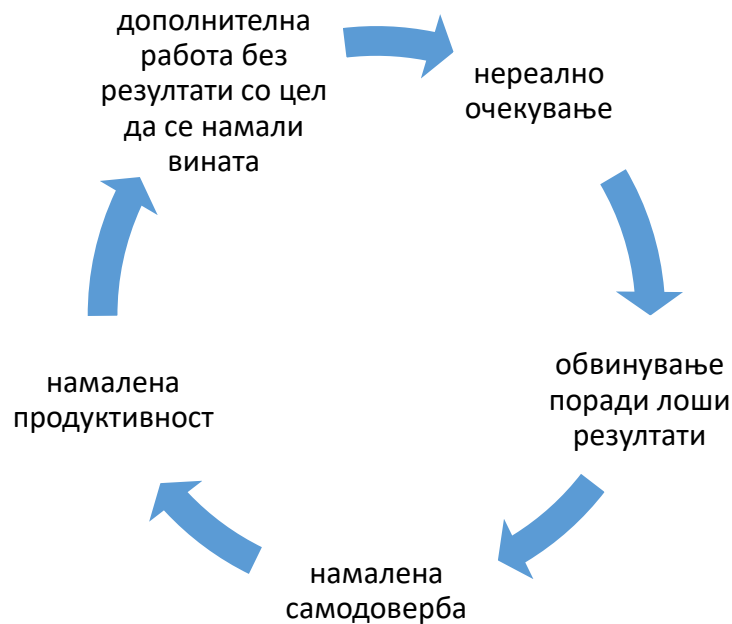 дополнителна
работа без
резултати со цел
да се намали
вината
нереално
очекување
обвинување
поради лоши
резултати
намалена
самодоверба
намалена
продуктивност